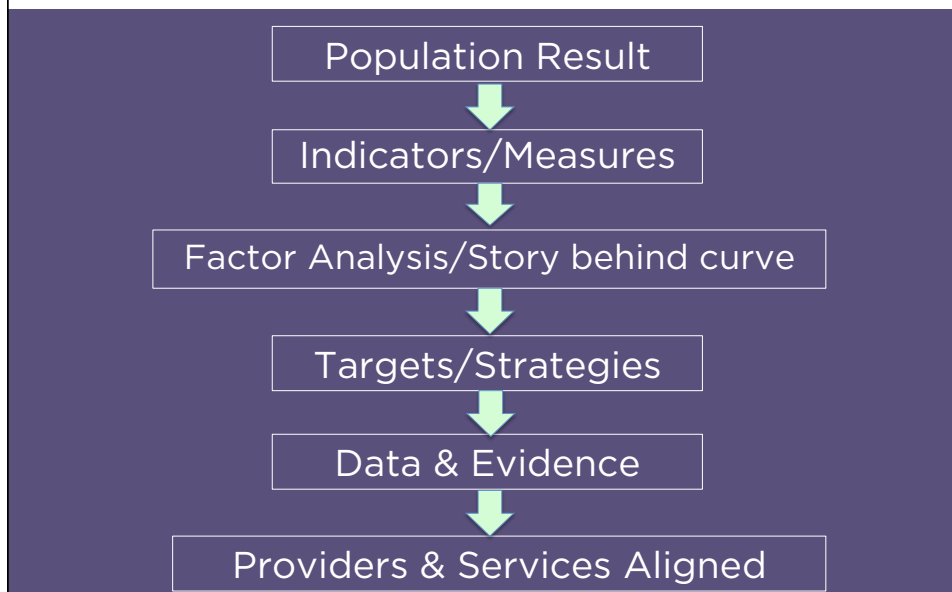 Population Result
Indicators/Measures
Factor Analysis/Story behind curve
Targets/Strategies
Data & Evidence
Providers & Services Aligned